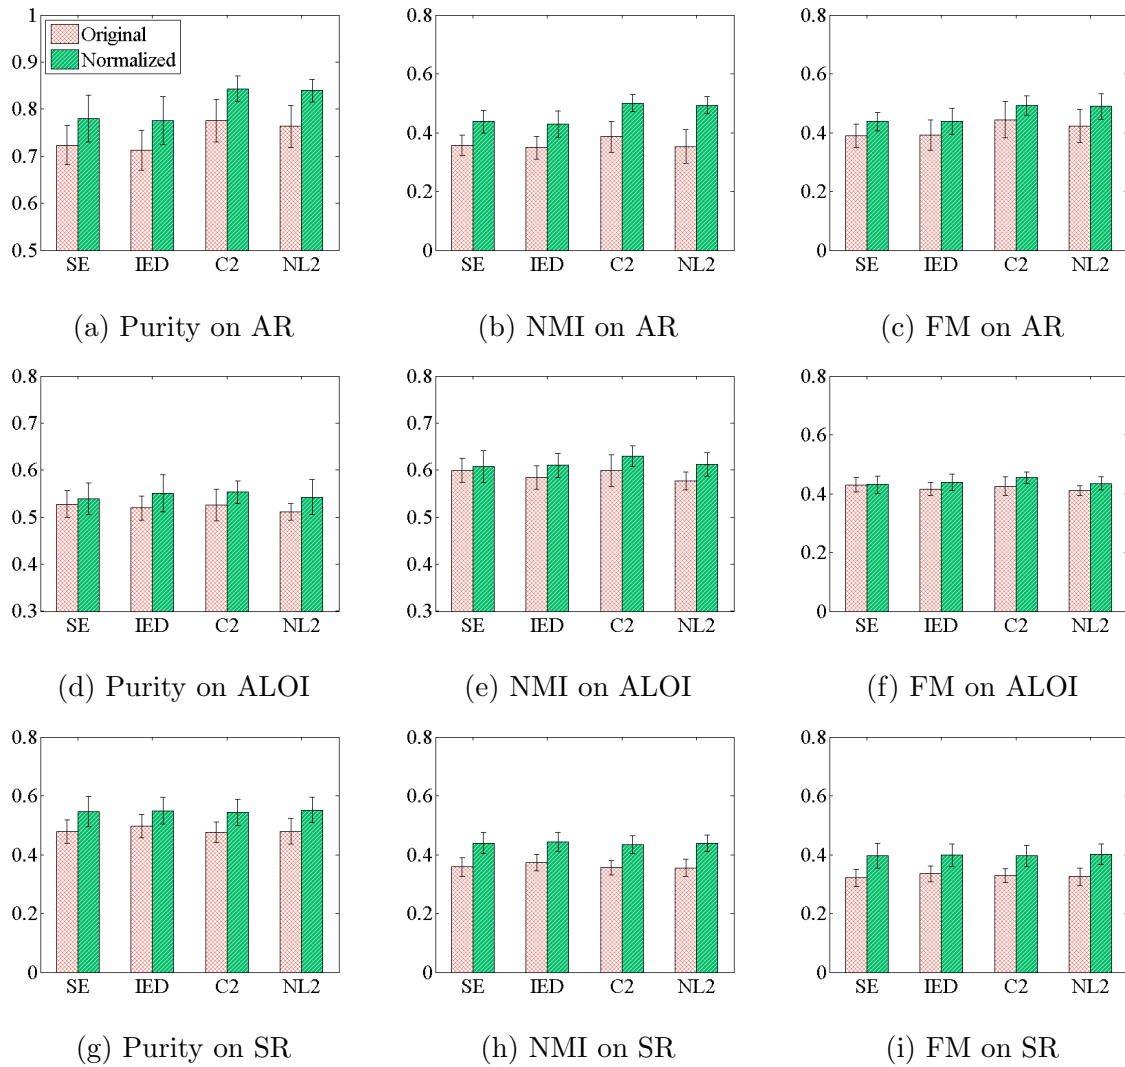 1
0.9
0.8
0.7
0.6
0.5
Original
Normalized
SE IED C2 NL2
(a) Purity on AR
0.8
0.6
0.4
0.2
0
SE IED C2 NL2
(b) NMI on AR
0.8
0.6
0.4
0.2
0
SE IED C2 NL2
(c) FM on AR
0.8
0.7
0.6
0.5
0.4
0.3
SE IED C2 NL2
(d) Purity on ALOI
0.8
0.7
0.6
0.5
0.4
0.3
SE IED C2 NL2
(e) NMI on ALOI
0.8
0.6
0.4
0.2
0
SE IED C2 NL2
(f) FM on ALOI
0.8
0.6
0.4
0.2
0
SE IED C2 NL2
(g) Purity on SR
0.8
0.6
0.4
0.2
0
SE IED C2 NL2
(h) NMI on SR
0.8
0.6
0.4
0.2
0
SE IED C2 NL2
(i) FM on SR